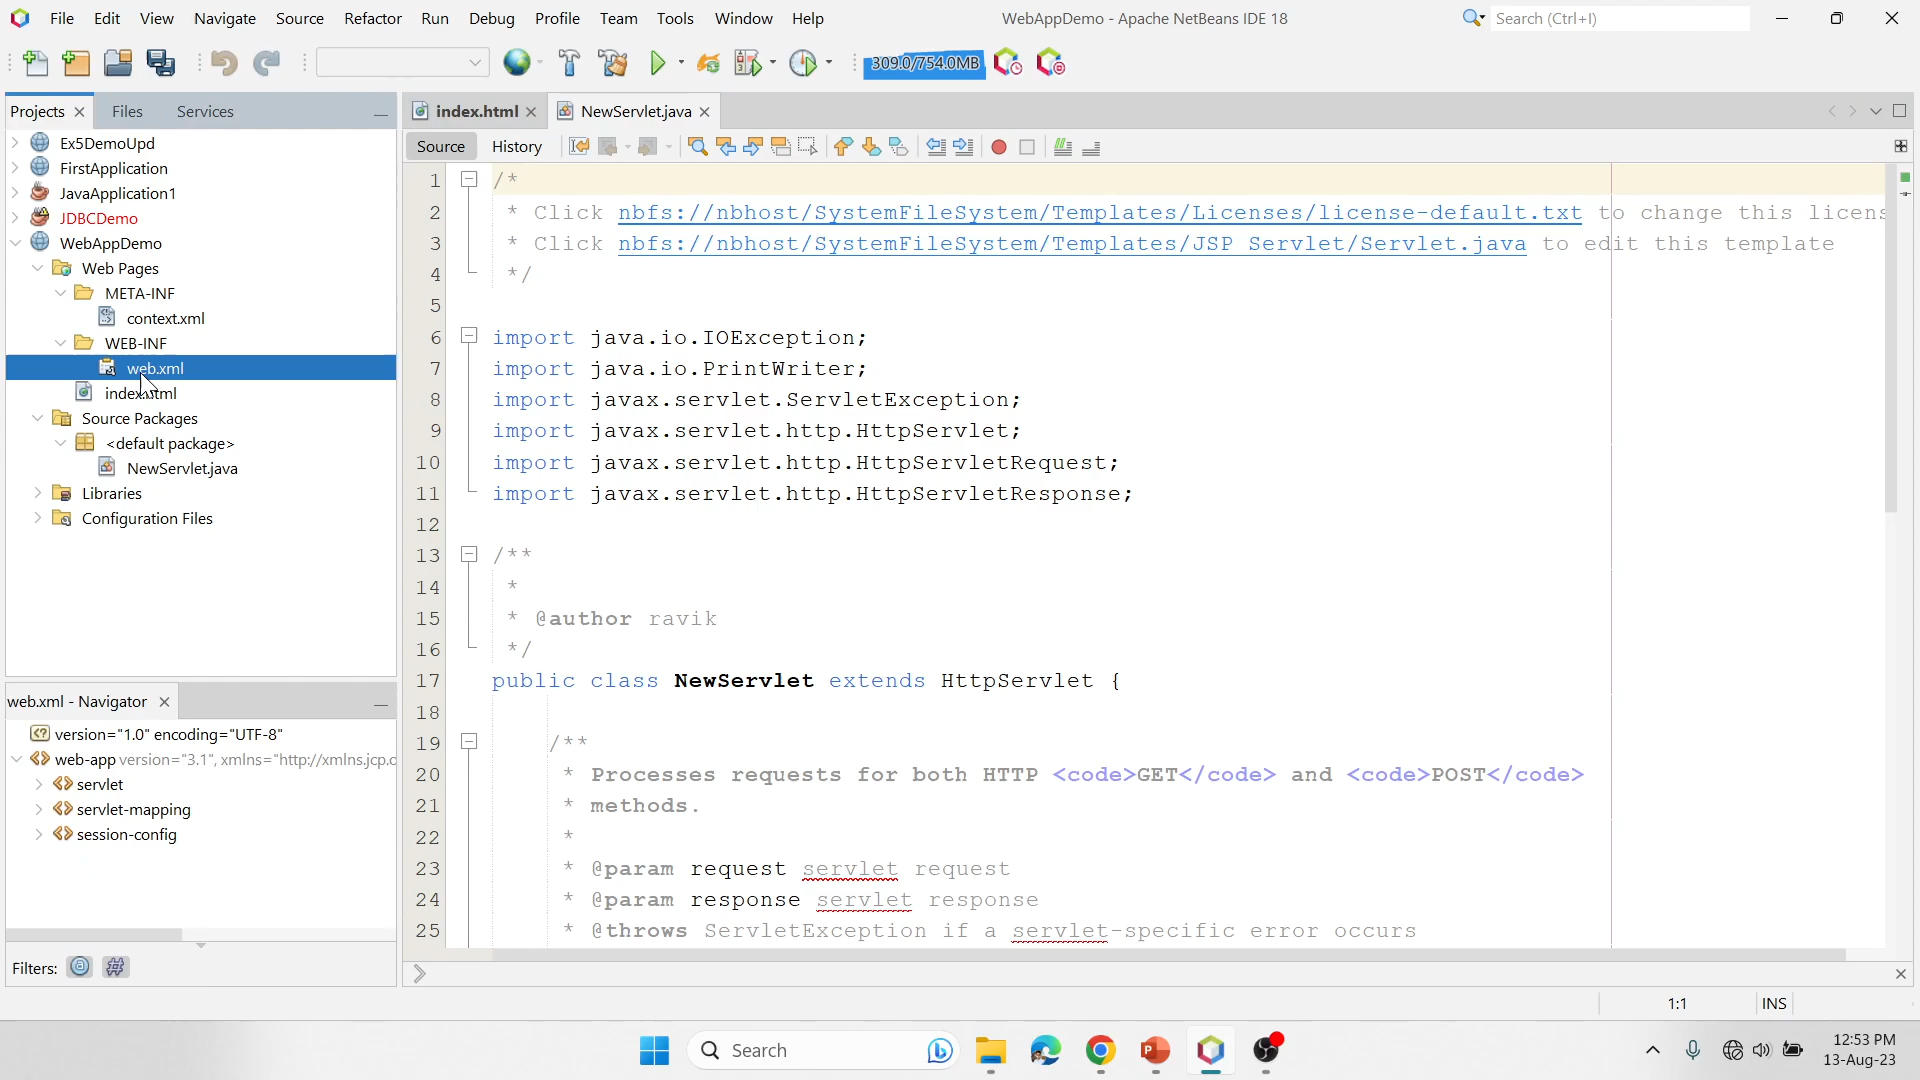 File Edit View Navigate Source Refactor Run Debug Profile Team Tools Window Help
WebAppDemo - Apache NetBeans IDE 18
Search (Ctrl+I)
309.0/754.0MB
Projects Files Services
Ex5DemoUpd
FirstApplication
JavaApplication1
JDBCDemo
WebAppDemo
Web Pages
META-INF
context.xml
WEB-INF
web.xml
index.html
Source Packages
<default package>
NewServlet.java
Libraries
Configuration Files
web.xml - Navigator
version="1.0" encoding="UTF-8"
web-app version="3.1", xmlns="http://xmlns.jcp.o
servlet
servlet-mapping
session-config
Filters:
index.html NewServlet.java
Source History
1 /*
2 * Click nbfs://nbhost/SystemFileSystem/Templates/Licenses/license-default.txt to change this licens
3 * Click nbfs://nbhost/SystemFileSystem/Templates/JSP_Servlet/Servlet.java to edit this template
4 */
5
6 import java.io.IOException;
7 import java.io.PrintWriter;
8 import javax.servlet.ServletException;
9 import javax.servlet.http.HttpServlet;
10 import javax.servlet.http.HttpServletRequest;
11 import javax.servlet.http.HttpServletResponse;
12
13 /**
14 *
15 * @author ravik
16 */
17 public class NewServlet extends HttpServlet {
18
19 /**
20 * Processes requests for both HTTP <code>GET</code> and <code>POST</code>
21 * methods.
22 *
23 * @param request servlet request
24 * @param response servlet response
25 * @throws ServletException if a servlet-specific error occurs
1:1 INS
Search
12:53 PM
13-Aug-23